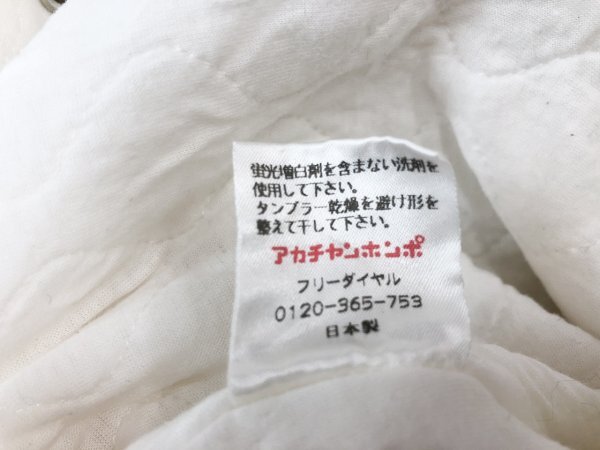 蛍光増白剤を含まない洗剤を
使用して下さい。
タンブラー乾燥を避け形を
整えて干して下さい。
アカチャンホンポ
フリーダイヤル
0120-365-753
日本製